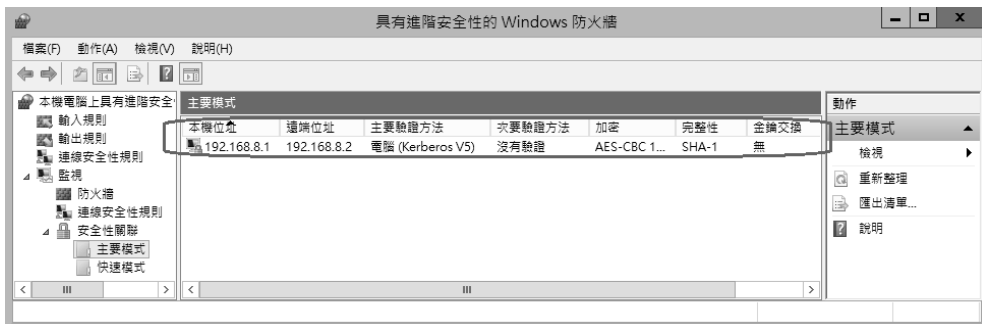 具有進階安全性的 Windows 防火牆
檔案(F) 動作(A) 檢視(V) 說明(H)
本機電腦上具有進階安全
輸入規則
輸出規則
連線安全性規則
監視
防火牆
連線安全性規則
安全性關聯
主要模式
快速模式
主要模式
本機位址 遠端位址 主要驗證方法 次要驗證方法 加密 完整性 金鑰交換
192.168.8.1 192.168.8.2 電腦 (Kerberos V5) 沒有驗證 AES-CBC 1... SHA-1 無
動作
主要模式
檢視
重新整理
匯出清單...
說明